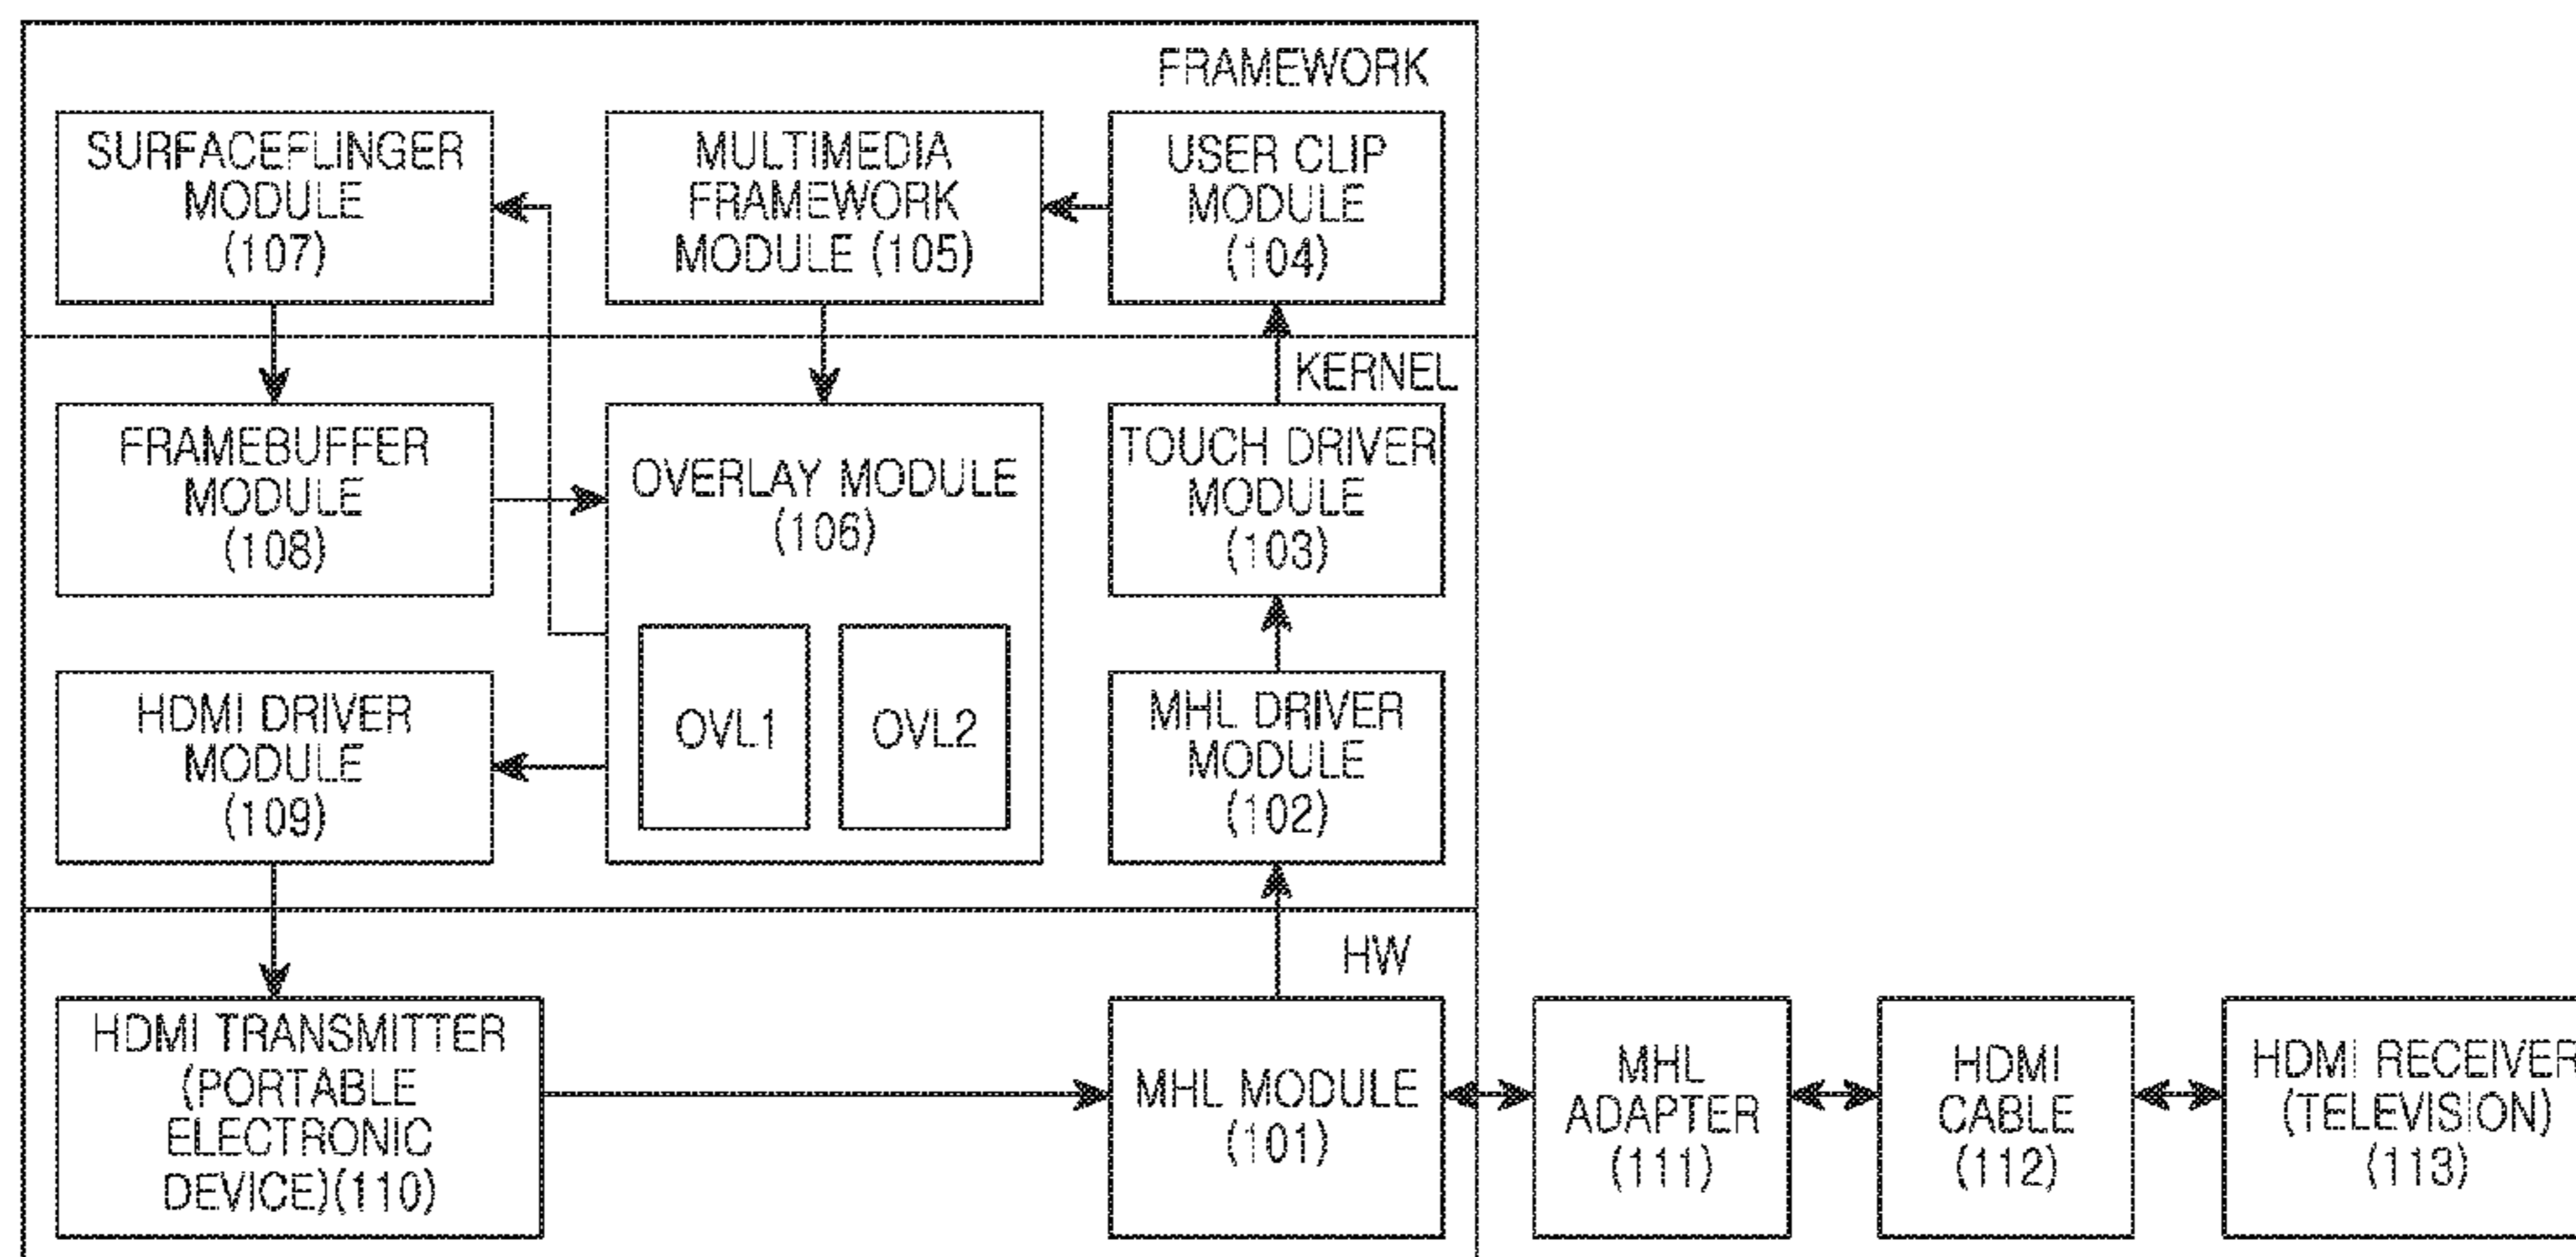 FRAMEWORK
SURFACEFLINGER
MODULE
(107)
MULTIMEDIA
FRAMEWORK
MODULE (105)
USER CLIP
MODULE
(104)
KERNEL
FRAMEBUFFER
MODULE
(108)
OVERLAY MODULE
(106)
TOUCH DRIVER
MODULE
(103)
HDMI DRIVER
MODULE
(109)
OVL1
OVL2
MHL DRIVER
MODULE
(102)
HW
HDMI TRANSMITTER
(PORTABLE
ELECTRONIC
DEVICE)(110)
MHL MODULE
(101)
MHL
ADAPTER
(111)
HDMI
CABLE
(112)
HDMI RECEIVER
(TELEVISION)
(113)